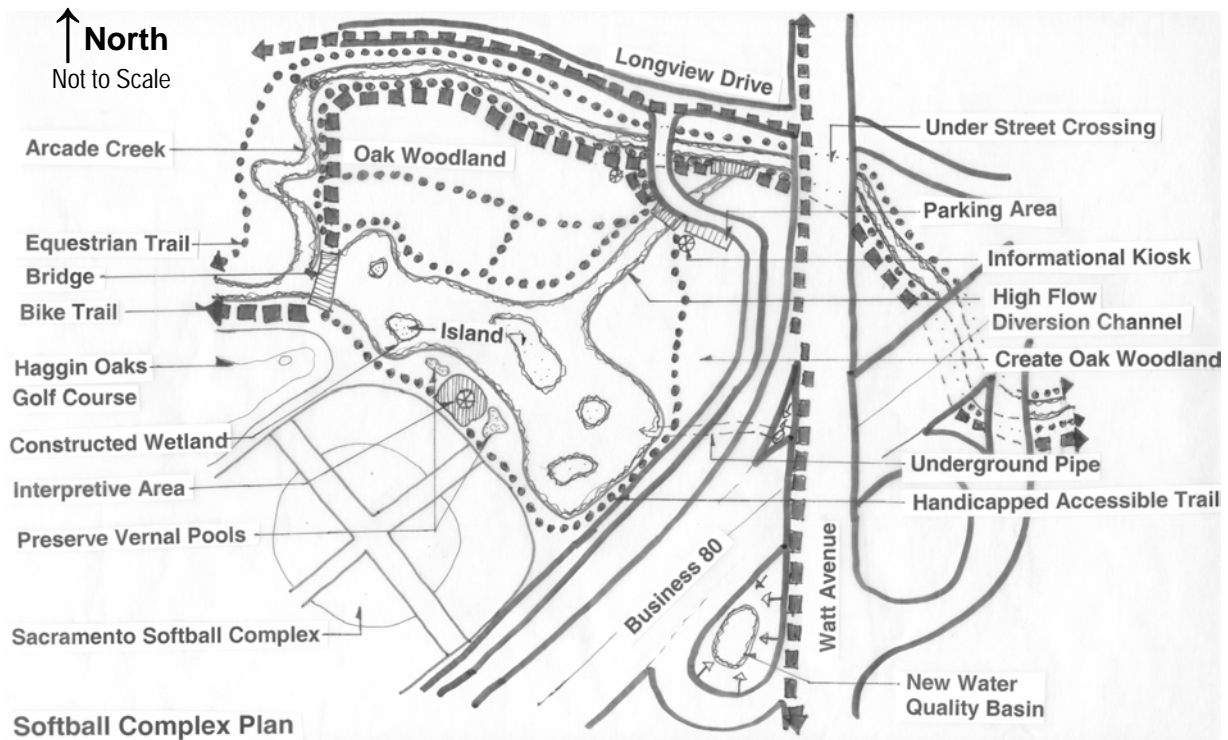 North
Not to Scale
Longview Drive
Arcade Creek
Oak Woodland
Under Street Crossing
Parking Area
Equestrian Trail
Bridge
Bike Trail
Informational Kiosk
High Flow
Diversion Channel
Island
Create Oak Woodland
Haggin Oaks
Golf Course
Constructed Wetland
Interpretive Area
Underground Pipe
Handicapped Accessible Trail
Preserve Vernal Pools
Business 80
Watt Avenue
Sacramento Softball Complex
New Water
Quality Basin
Softball Complex Plan